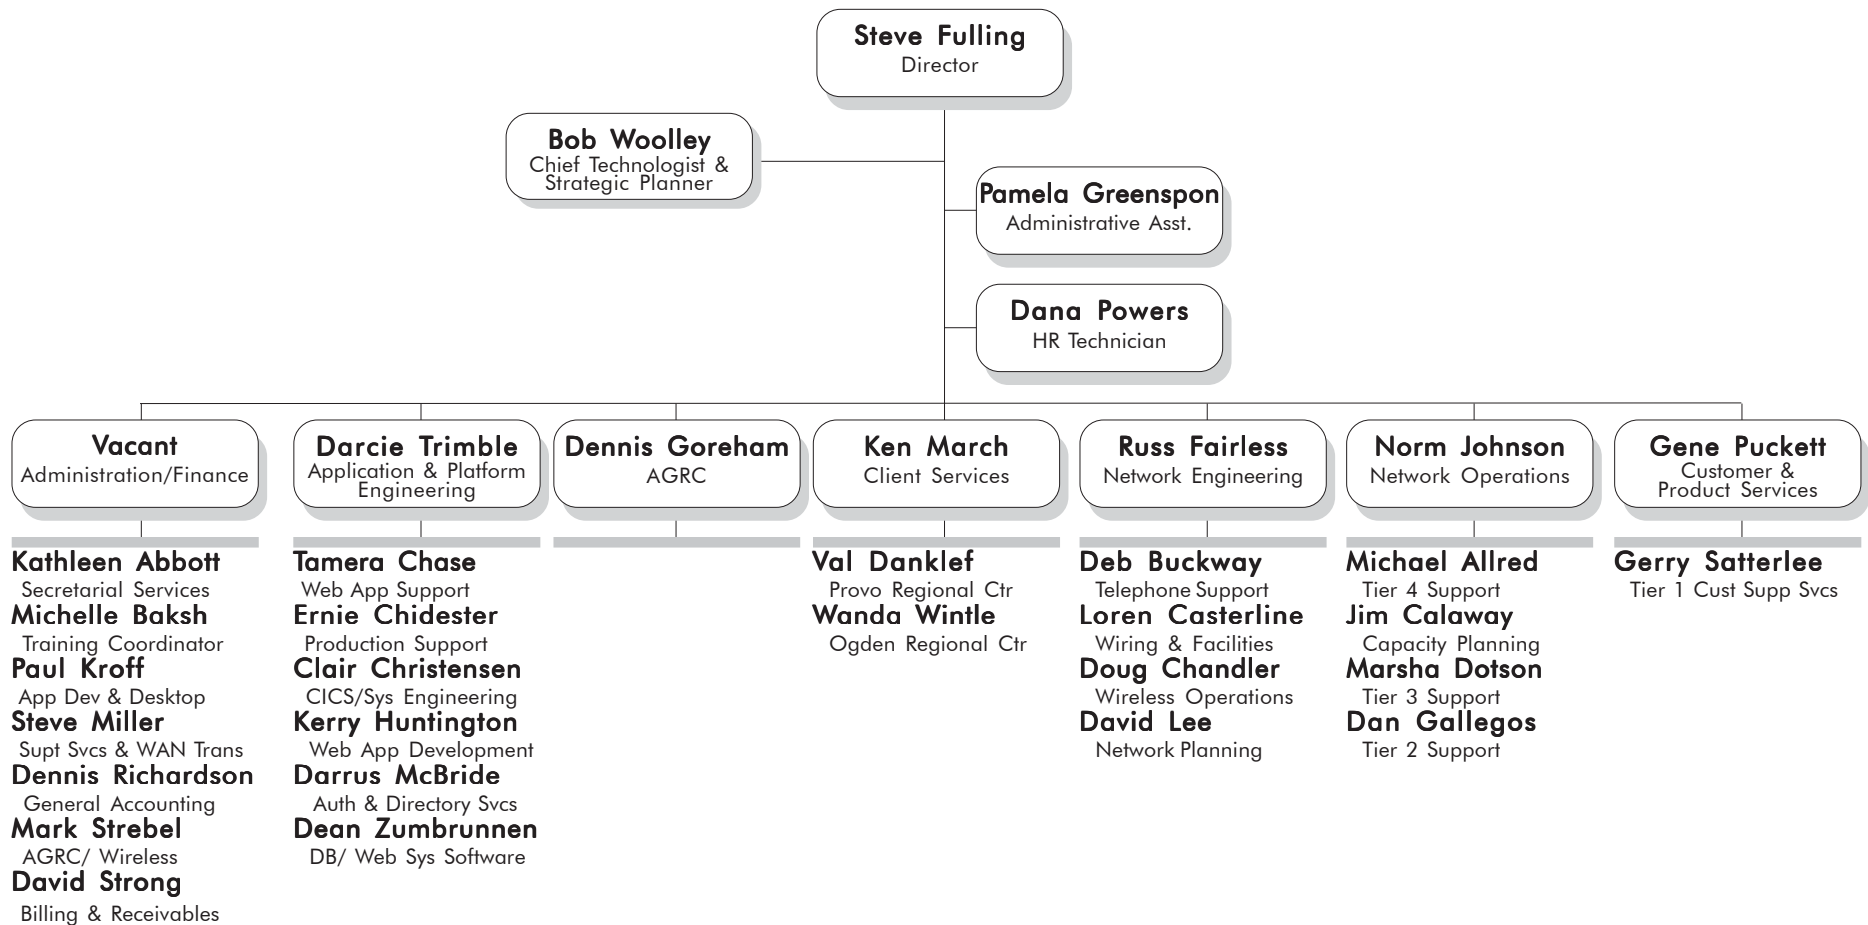 Steve Fulling
Director
Bob Woolley
Chief Technologist &
Strategic Planner
Pamela Greenspon
Administrative Asst.
Dana Powers
HR Technician
Vacant
Administration/Finance
Darcie Trimble
Application & Platform
Engineering
Dennis Goreham
AGRC
Ken March
Client Services
Russ Fairless
Network Engineering
Norm Johnson
Network Operations
Gene Puckett
Customer &
Product Services
Kathleen Abbott
Secretarial Services
Michelle Baksh
Training Coordinator
Paul Kroff
App Dev & Desktop
Steve Miller
Supt Svcs & WAN Trans
Dennis Richardson
General Accounting
Mark Strebel
AGRC/ Wireless
David Strong
Billing & Receivables
Tamera Chase
Web App Support
Ernie Chidester
Production Support
Clair Christensen
CICS/Sys Engineering
Kerry Huntington
Web App Development
Darrus McBride
Auth & Directory Svcs
Dean Zumbrunnen
DB/ Web Sys Software
Val Danklef
Provo Regional Ctr
Wanda Wintle
Ogden Regional Ctr
Deb Buckway
Telephone Support
Loren Casterline
Wiring & Facilities
Doug Chandler
Wireless Operations
David Lee
Network Planning
Michael Allred
Tier 4 Support
Jim Calaway
Capacity Planning
Marsha Dotson
Tier 3 Support
Dan Gallegos
Tier 2 Support
Gerry Satterlee
Tier 1 Cust Supp Svcs